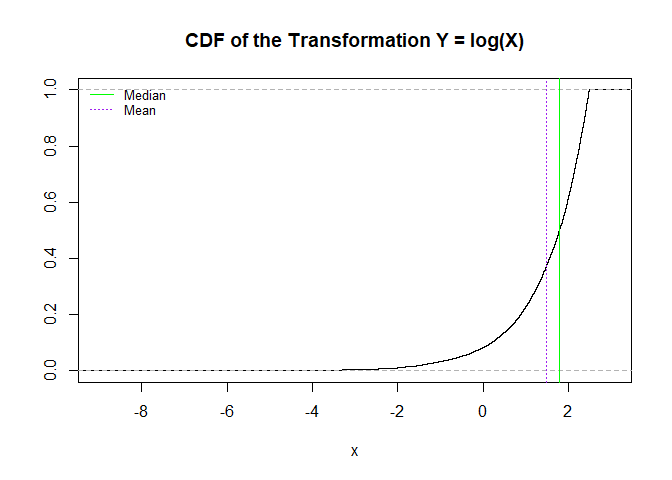 CDF of the Transformation Y = log(X)
Median
Mean
1.0
0.8
0.6
0.4
0.2
0.0
-8 -6 -4 -2 0 2
x